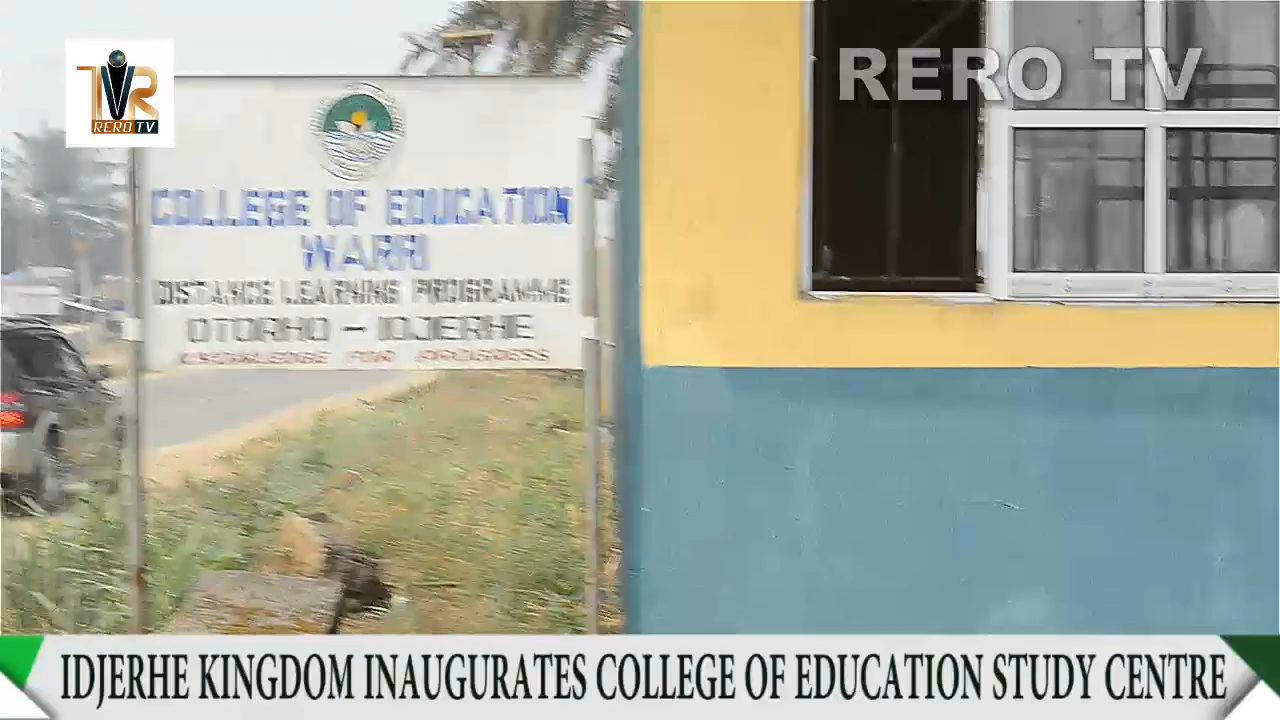 RERO TV
TVR
RERO TV
COLLEGE OF EDUCATION
WARRI
DISTANCE LEARNING PROGRAMME
OTORHO – IDJERHE
KNOWLEDGE FOR PROGRESS
IDJERHE KINGDOM INAUGURATES COLLEGE OF EDUCATION STUDY CENTRE